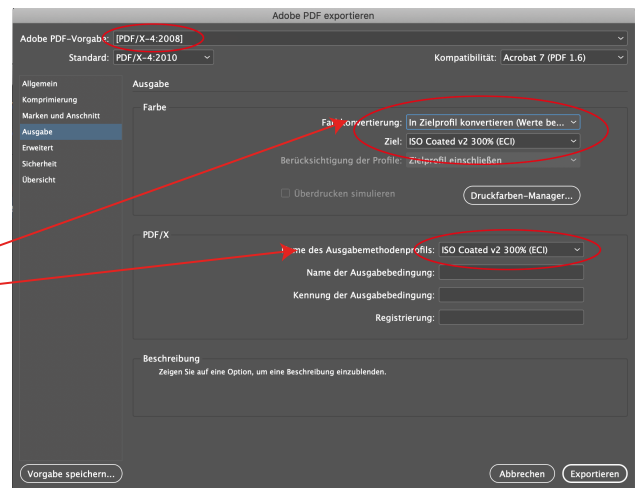 Adobe PDF exportieren
Adobe PDF-Vorgabe: [PDF/X-4:2008]
Standard: PDF/X-4:2010 Kompatibilität: Acrobat 7 (PDF 1.6)
Allgemein
Komprimierung
Marken und Anschnitt
Ausgabe
Erweitert
Sicherheit
Übersicht
Ausgabe
Farbe
In Zielprofil konvertieren (Werte be...
Ziel: ISO Coated v2 300% (ECI)
Berücksichtigung der Profile: Zielprofil einschließen
Überdrucken simulieren Druckfarben-Manager...
PDF/X
des Ausgabemethodenprofils: ISO Coated v2 300% (ECI)
Name der Ausgabebedingung:
Kennung der Ausgabebedingung:
Registrierung:
Beschreibung
Zeigen Sie auf eine Option, um eine Beschreibung einzublenden.
Vorgabe speichern... Abbrechen Exportieren